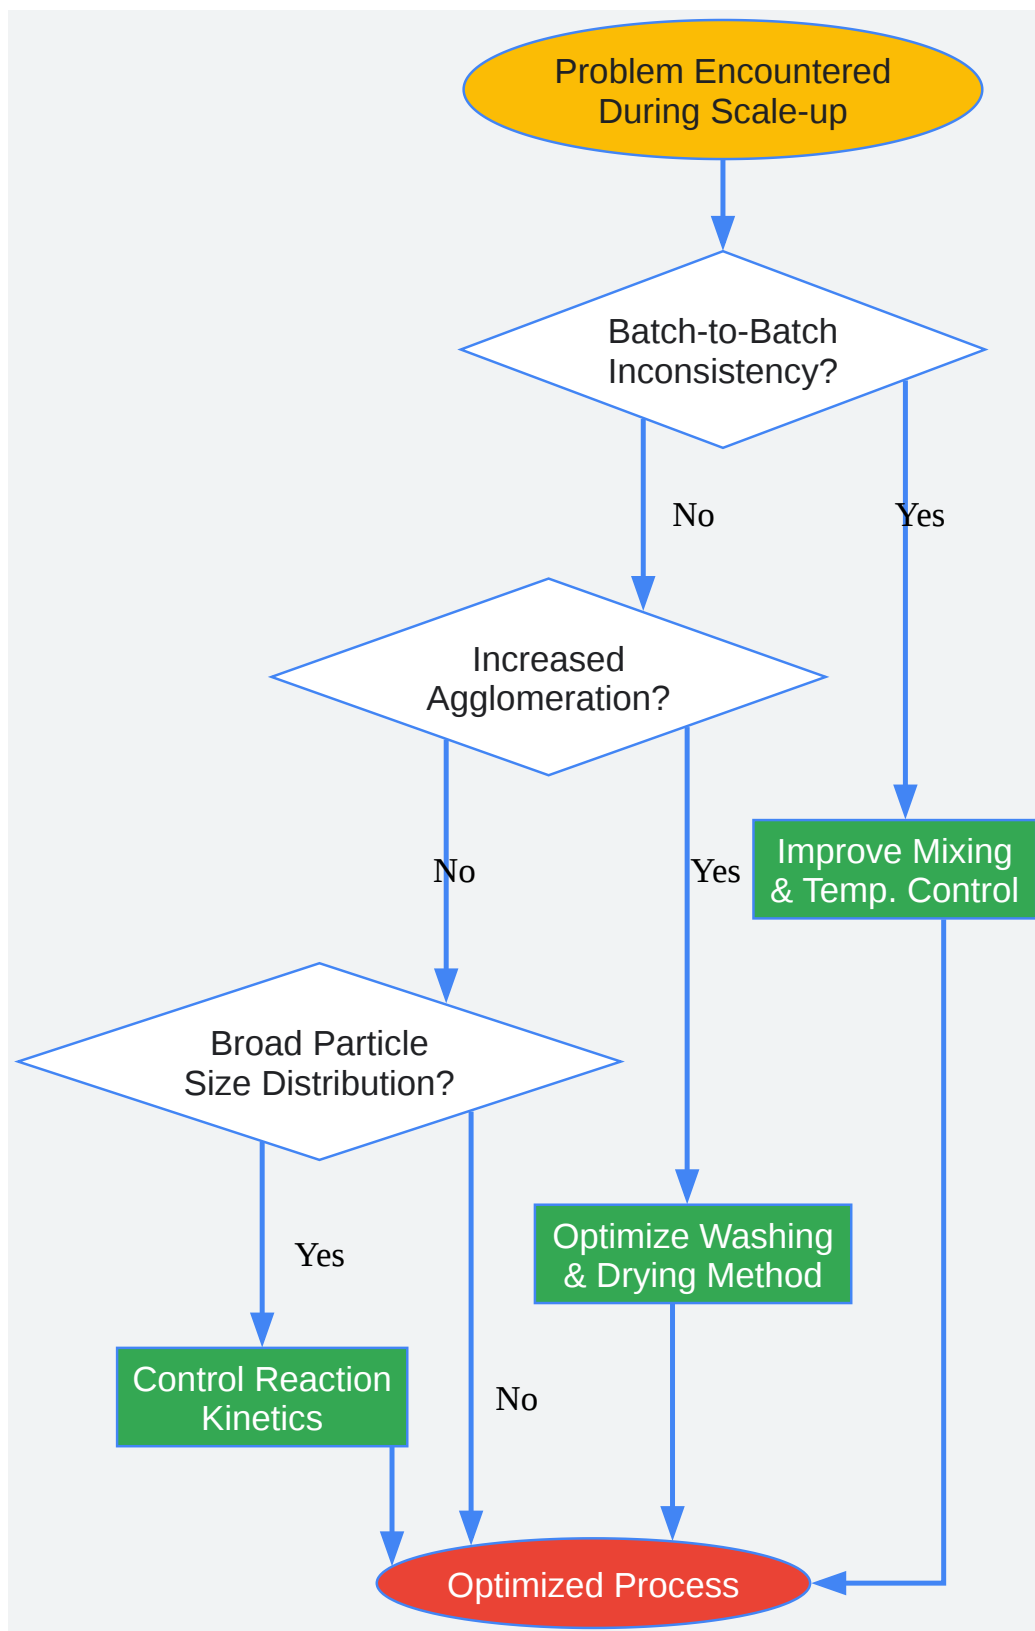 Problem Encountered
During Scale-up
Batch-to-Batch
Inconsistency?
No
Yes
Increased
Agglomeration?
Improve Mixing
& Temp. Control
No
Yes
Broad Particle
Size Distribution?
Optimize Washing
& Drying Method
Yes
Control Reaction
Kinetics
No
Optimized Process